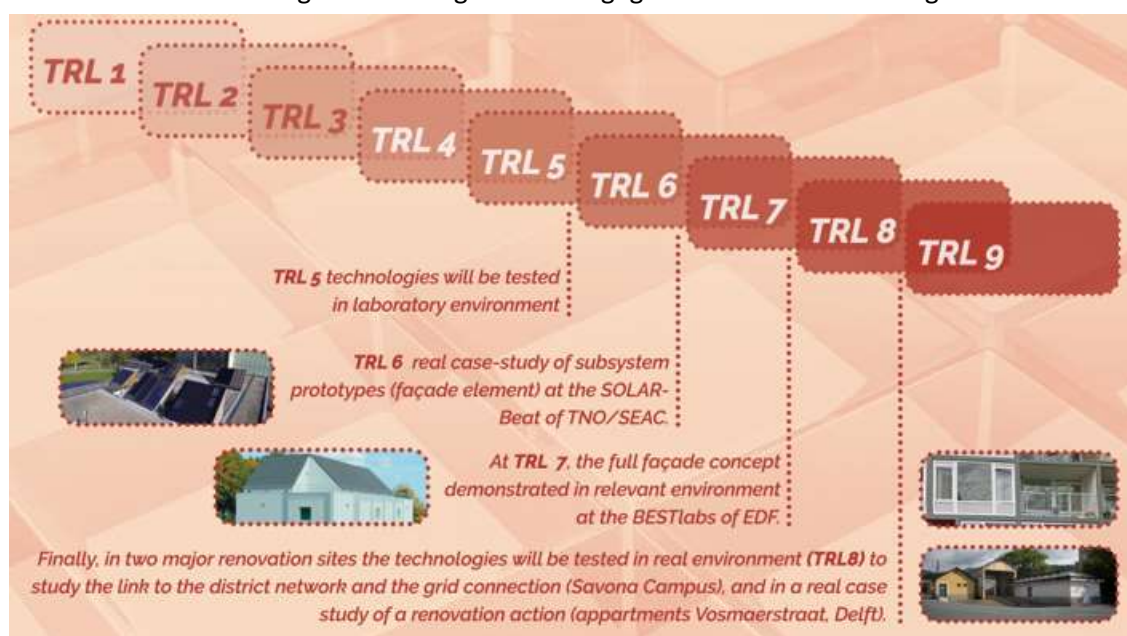 TRL 1
TRL 2
TRL 3
TRL 4
TRL 5
TRL 6
TRL 7
TRL 8
TRL 9
TRL 5 technologies will be tested
in laboratory environment
TRL 6 real case-study of subsystem
prototypes (façade element) at the SOLAR-
Beat of TNO/SEAC.
At TRL 7, the full façade concept
demonstrated in relevant environment
at the BESTlabs of EDF.
Finally, in two major renovation sites the technologies will be tested in real environment (TRL8) to
study the link to the district network and the grid connection (Savona Campus), and in a real case
study of a renovation action (appartments Vosmaerstraat, Delft).